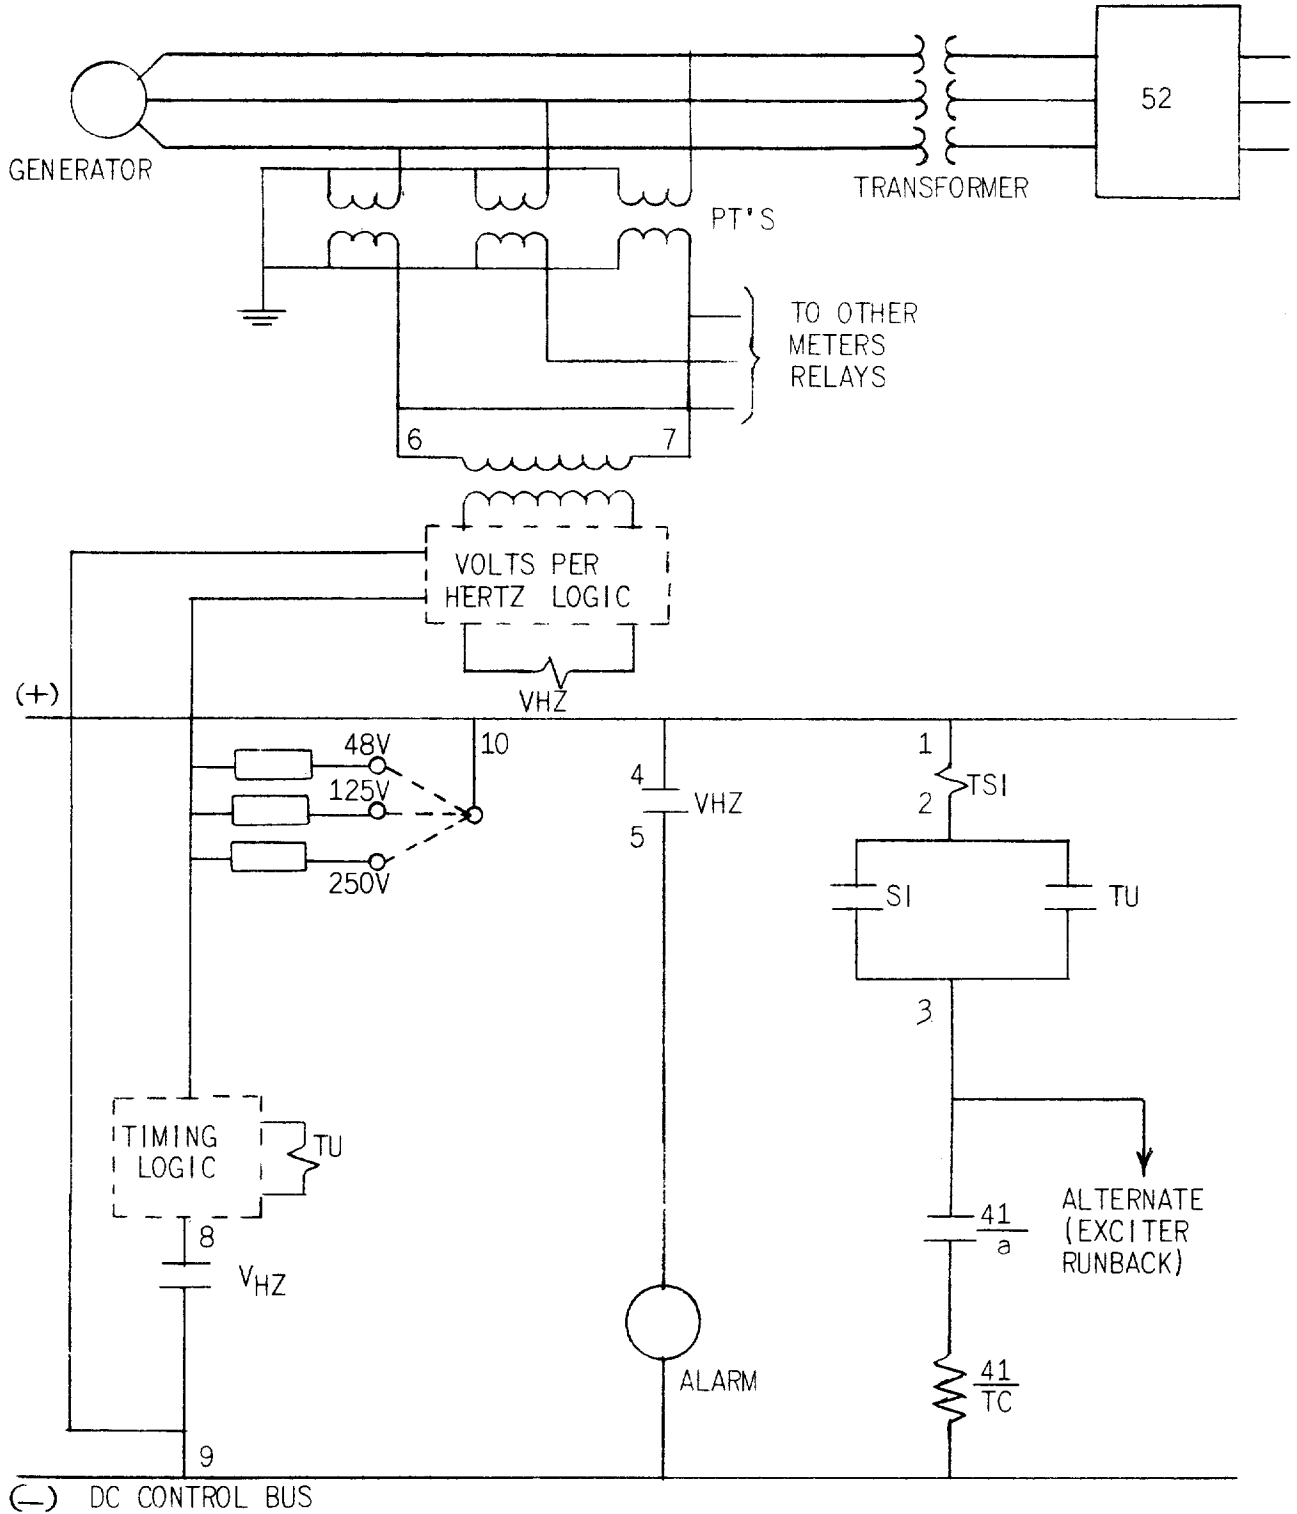 52
GENERATOR
TRANSFORMER
PT'S
TO OTHER
METERS
RELAYS
6
7
VOLTS PER
HERTZ LOGIC
VHZ
(+)
48V
10
1
125V
4
VHZ
TSI
2
5
250V
SI
TU
3
TIMING
LOGIC
TU
8
VHZ
41
a
ALTERNATE
(EXCITER
RUNBACK)
ALARM
41
TC
9
(-) DC CONTROL BUS